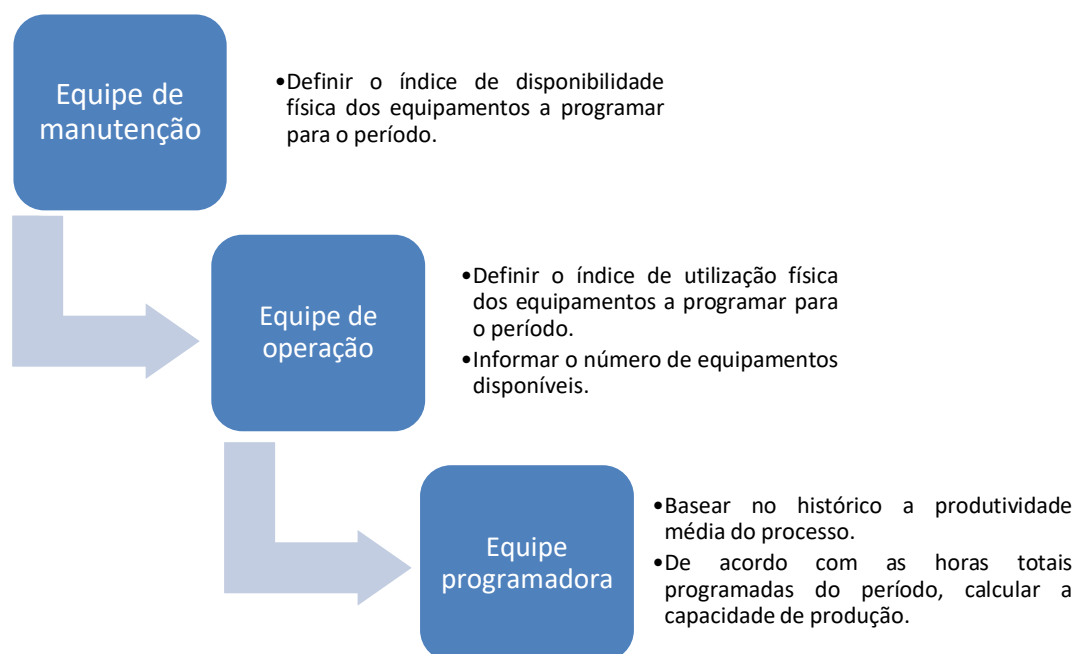 Equipe de
manutenção
•Definir o índice de disponibilidade
física dos equipamentos a programar
para o período.
Equipe de
operação
•Definir o índice de utilização física
dos equipamentos a programar para
o período.
•Informar o número de equipamentos
disponíveis.
Equipe
programadora
•Basear no histórico a produtividade
média do processo.
•De acordo com as horas totais
programadas do período, calcular a
capacidade de produção.